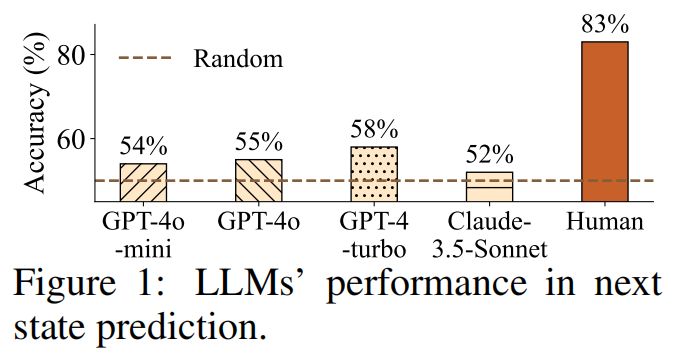 83%
Accuracy (%)
80
60
Random
54%
55%
58%
52%
GPT-4o
-mini
GPT-4o
GPT-4
-turbo
Claude-
3.5-Sonnet
Human
Figure 1: LLMs’ performance in next
state prediction.